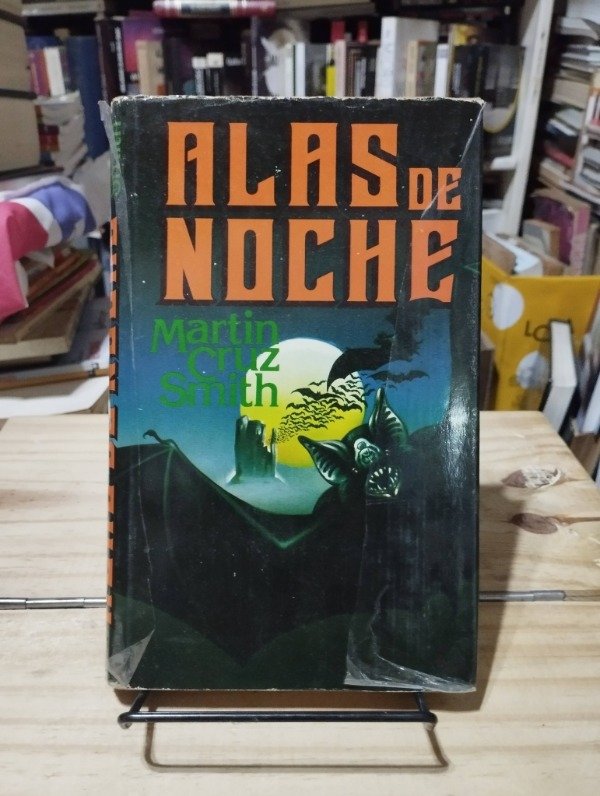 ALAS DE
NOCHE
Martin
Cruz
Smith